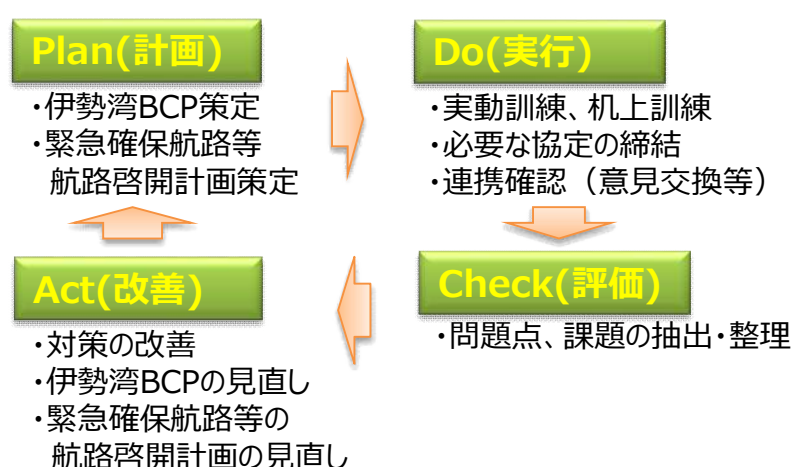 Plan(計画)
・伊勢湾BCP策定
・緊急確保航路等
航路啓開計画策定
Do(実行)
・実動訓練、机上訓練
・必要な協定の締結
・連携確認（意見交換等）
Check(評価)
・問題点、課題の抽出・整理
Act(改善)
・対策の改善
・伊勢湾BCPの見直し
・緊急確保航路等の
航路啓開計画の見直し